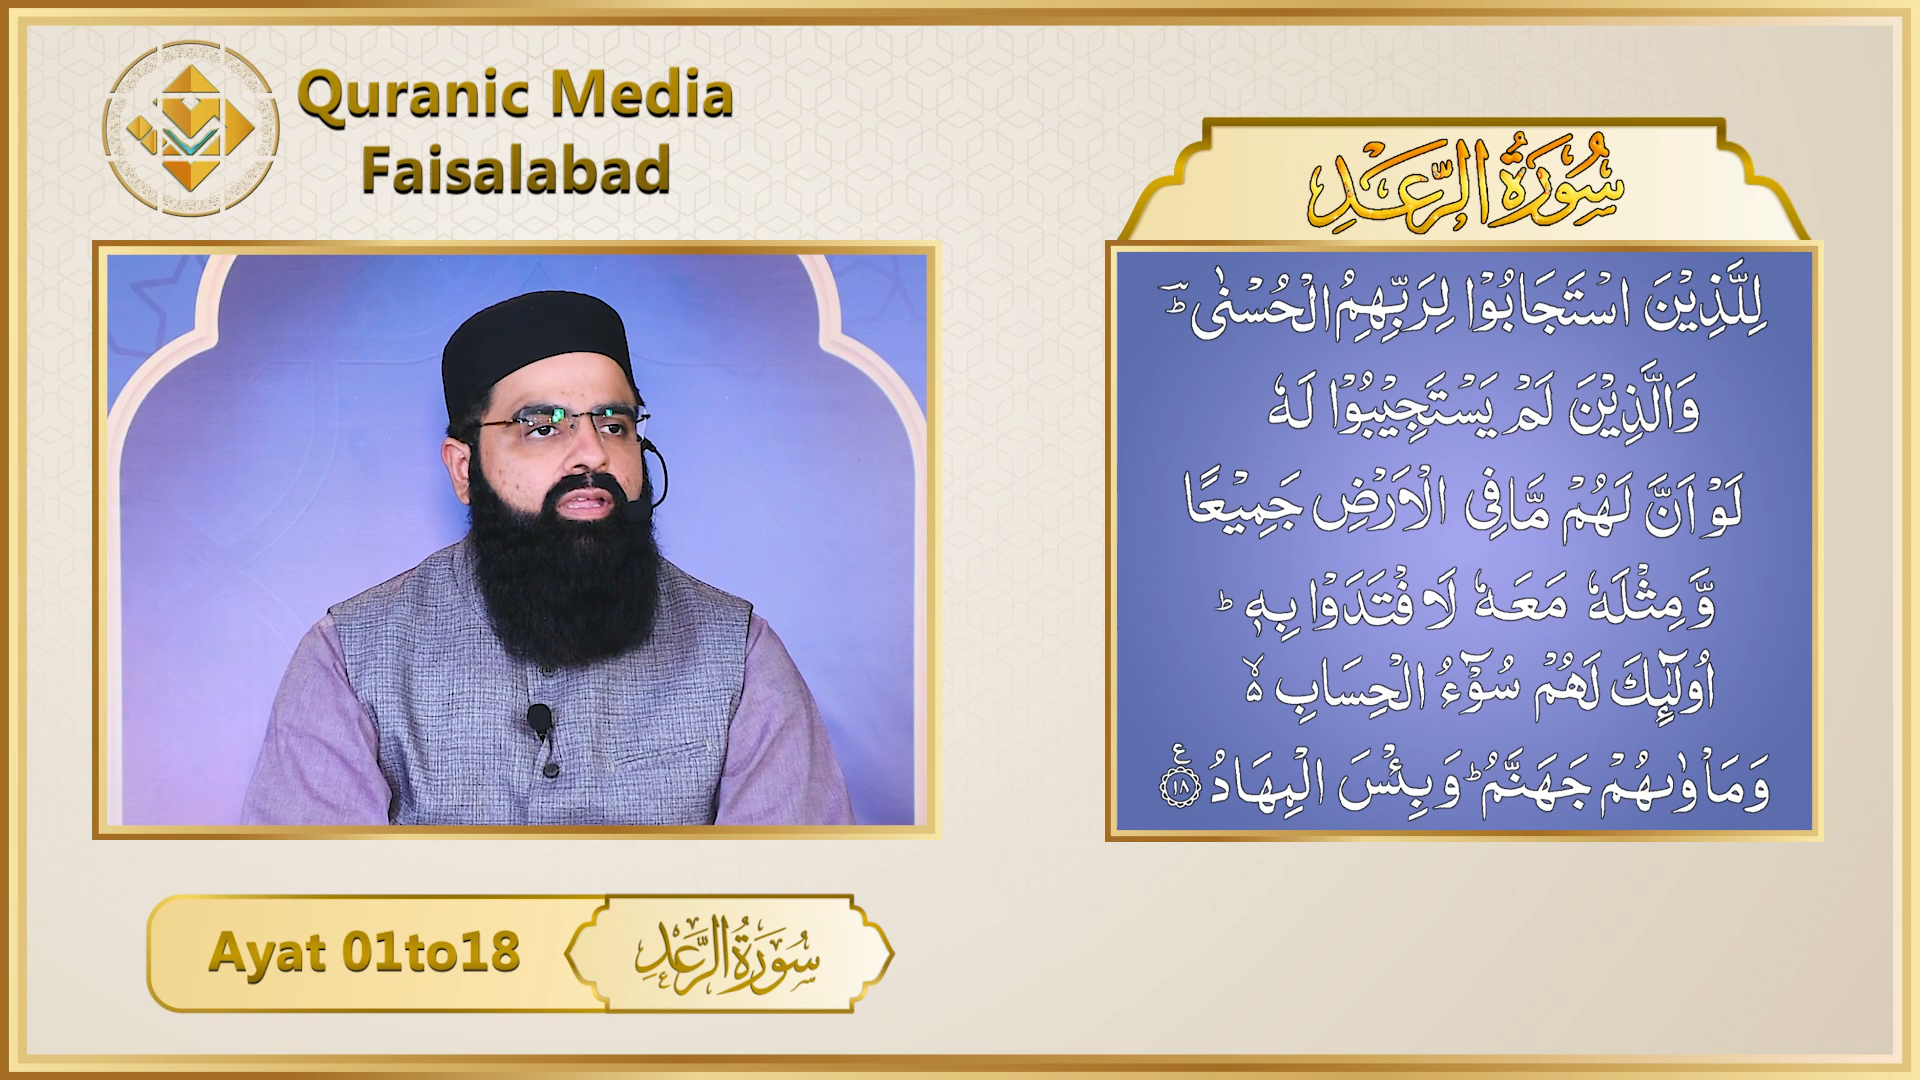 Quranic Media
Faisalabad
سُوْرَةُ الرَّعْدِ
لِلَّذِيْنَ اسْتَجَابُوْا لِرَبِّهِمُ الْحُسْنٰىؔؕ
وَالَّذِيْنَ لَمْ يَسْتَجِيْبُوْا لَهٗ
لَوْ اَنَّ لَهُمْ مَّا فِى الْاَرْضِ جَمِيْعًا
وَّمِثْلَهٗ مَعَهٗ لَافْتَدَوْا بِهٖؕ
اُولٰٓئِكَ لَهُمْ سُوْٓءُ الْحِسَابِ ۙ۬
وَمَاْوٰىهُمْ جَهَنَّمُؕ وَبِئْسَ الْمِهَادُ ࣖ ۱۸
Ayat 01to18
سُوْرَةُ الرَّعْدِ